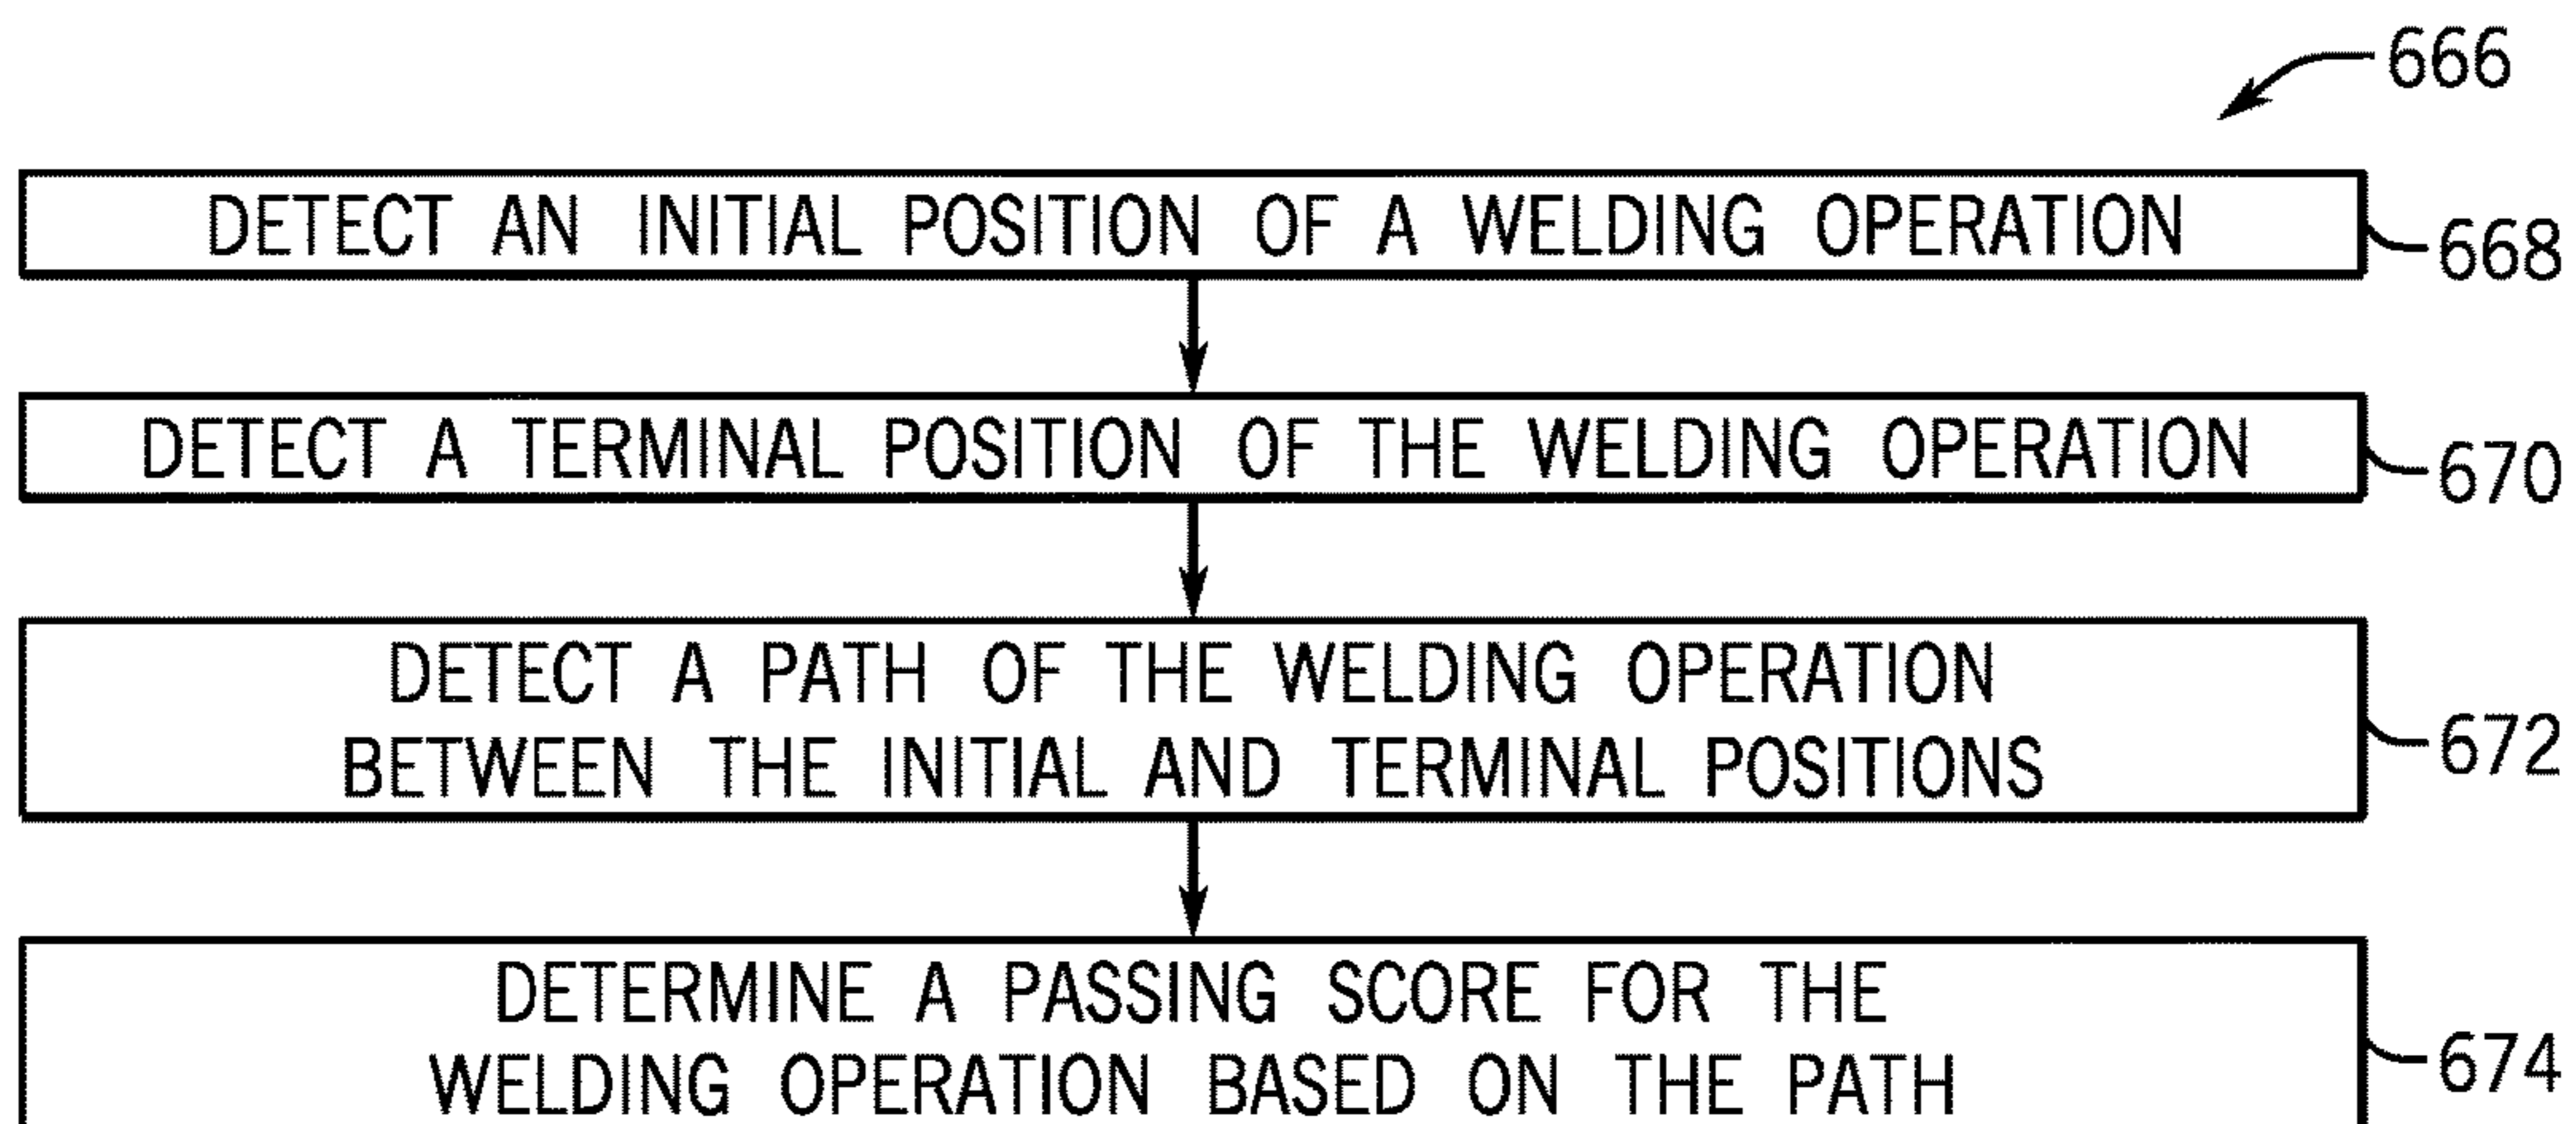 666
DETECT AN INITIAL POSITION OF A WELDING OPERATION
668
DETECT A TERMINAL POSITION OF THE WELDING OPERATION
670
DETECT A PATH OF THE WELDING OPERATION
BETWEEN THE INITIAL AND TERMINAL POSITIONS
672
DETERMINE A PASSING SCORE FOR THE
WELDING OPERATION BASED ON THE PATH
674